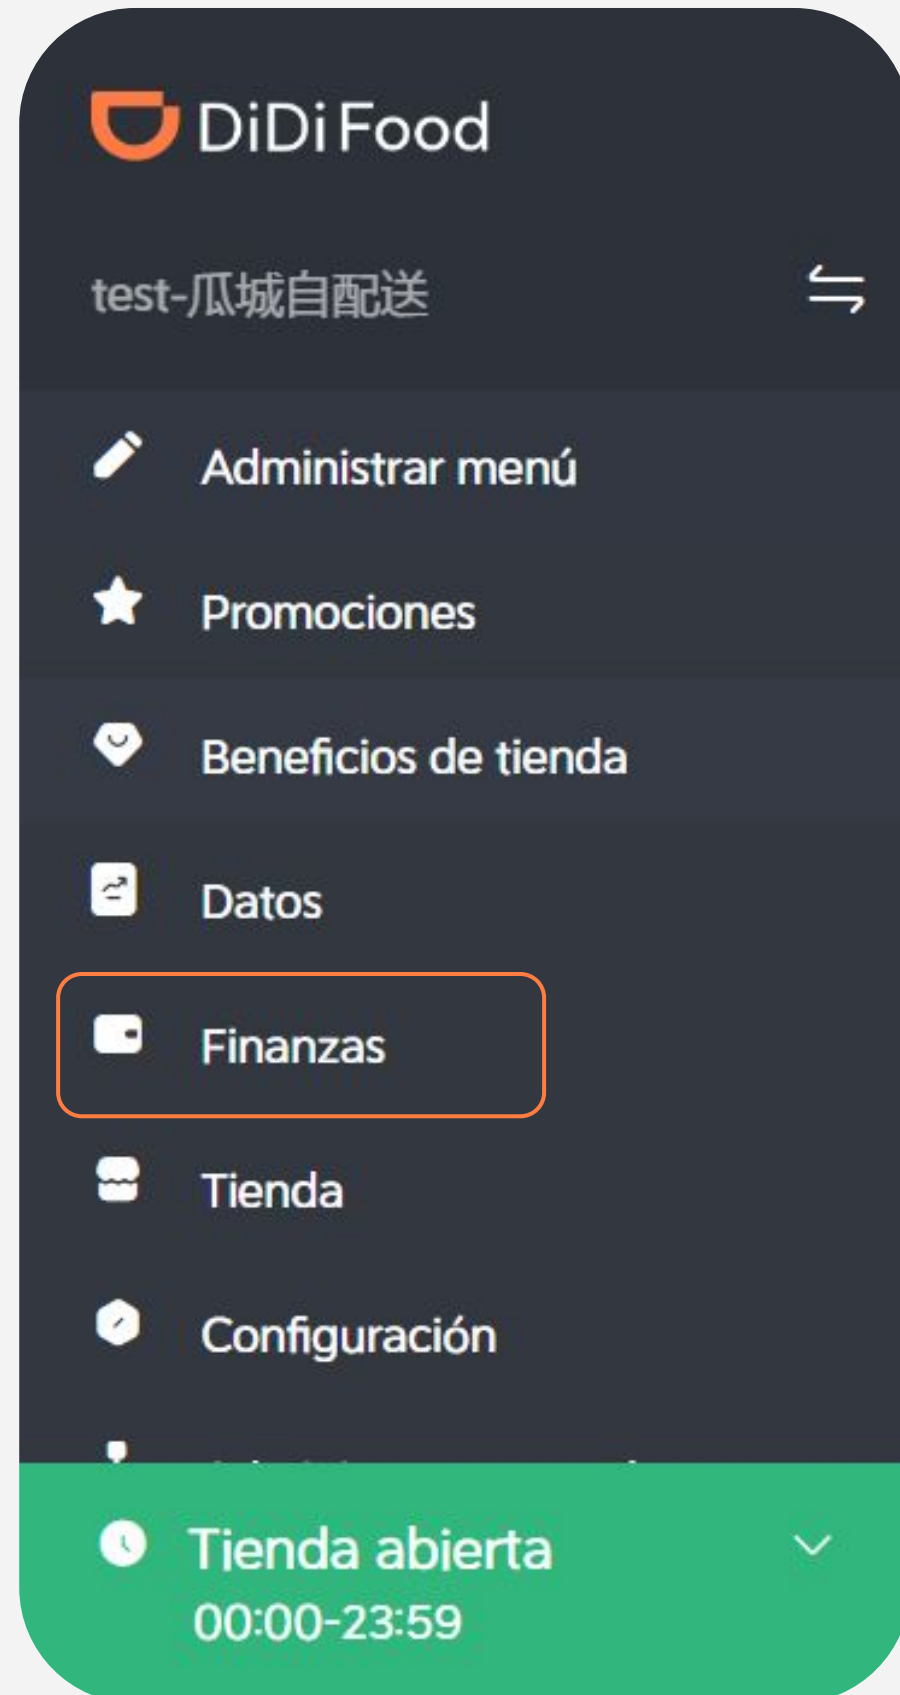 DiDi Food
test-瓜城自配送
Administrar menú
Promociones
Beneficios de tienda
Datos
Finanzas
Tienda
Configuración
Tienda abierta
00:00-23:59